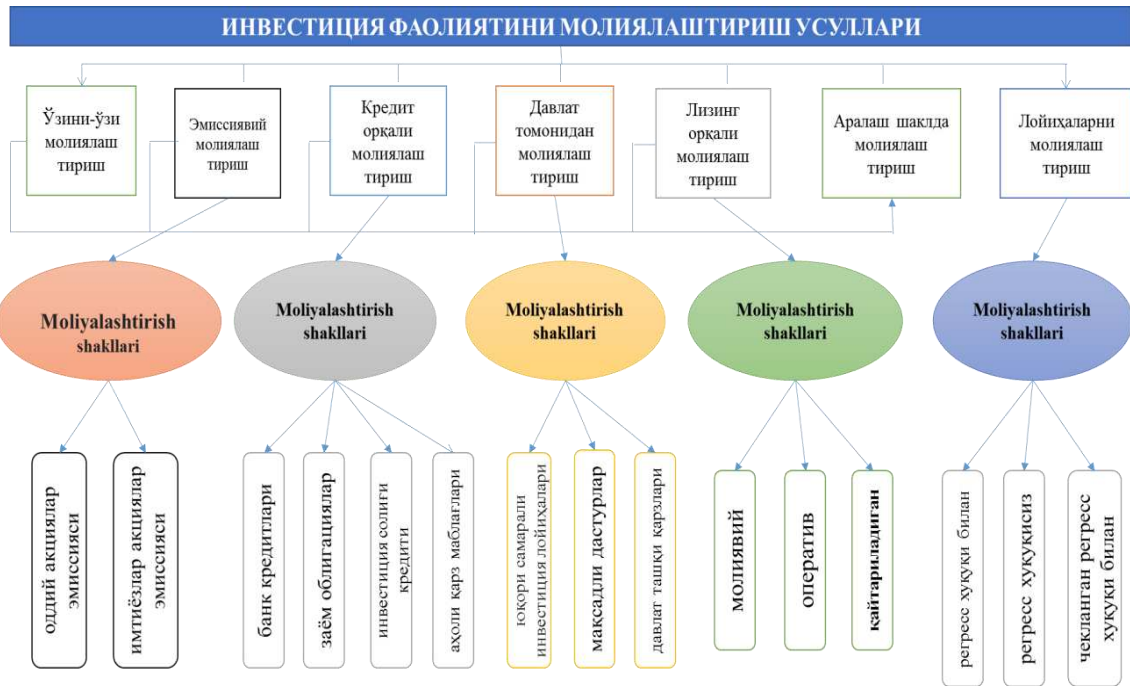 ИНВЕСТИЦИЯ ФАОЛИЯТИНИ МОЛИЯЛАШТИРИШ УСУЛЛАРИ
Ўзини-ўзи
молиялаш
тириш
Эмиссиявий
молиялаш
тириш
Кредит
орқали
молиялаш
тириш
Давлат
томонидан
молиялаш
тириш
Лизинг
орқали
молиялаш
тириш
Аралаш шаклда
молиялаш
тириш
Лойиҳаларни
молиялаш
тириш
Moliyalashtirish
shakllari
Moliyalashtirish
shakllari
Moliyalashtirish
shakllari
Moliyalashtirish
shakllari
Moliyalashtirish
shakllari
оддий акциялар
эмиссияси
имтиёзлар акциялар
эмиссияси
банк кредитлари
заём облигациялар
инвестиция солиғи
кредити
аҳоли қарз маблағлари
юқори самарали
инвестиция лойиҳалари
мақсадли дастурлар
давлат ташқи қарзлари
молиявий
оператив
қайтариладиган
регресс хуқуқи билан
регресс хуқуқисиз
чекланган регресс
хуқуқи билан